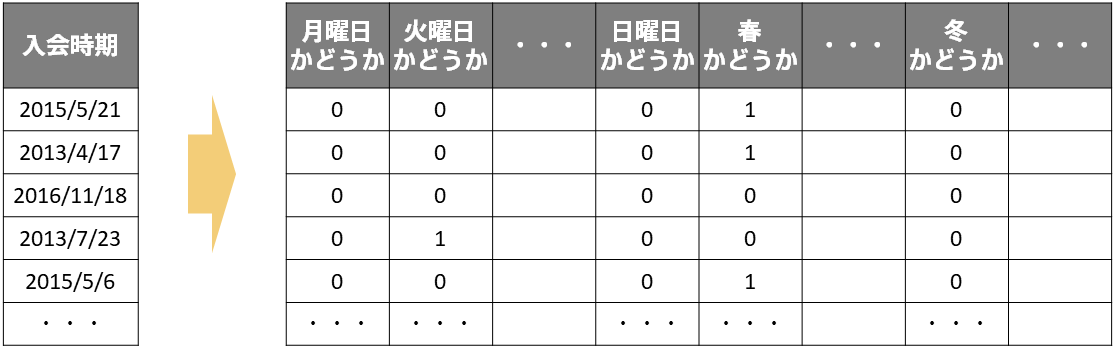 入会時期
月曜日
かどうか
火曜日
かどうか
・・・
日曜日
かどうか
春
かどうか
・・・
冬
かどうか
・・・
2015/5/21
0 0 0 1 0
2013/4/17
0 0 0 1 0
2016/11/18
0 0 0 0 0
2013/7/23
0 1 0 0 0
2015/5/6
0 0 0 1 0
・・・
・・・ ・・・ ・・・ ・・・ ・・・